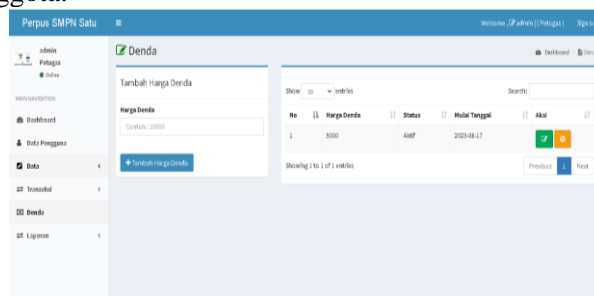 Perpus SMPN Satu
Welcome, admin | (Petugas)
Sign
admin
Petugas
Online
Denda
Dashboard
MAIN NAVIGATION
Dashboard
Data Pengguna
Data
Transaksi
Denda
Laporan
Tambah Harga Denda
Harga Denda
Contoh : 10000
+ Tambah Harga Denda
Show 10 entries
Search:
No Harga Denda Status Mulai Tanggal Aksi
1 5000 Aktif 2023-08-17
Showing 1 to 1 of 1 entries
Previous 1 Next